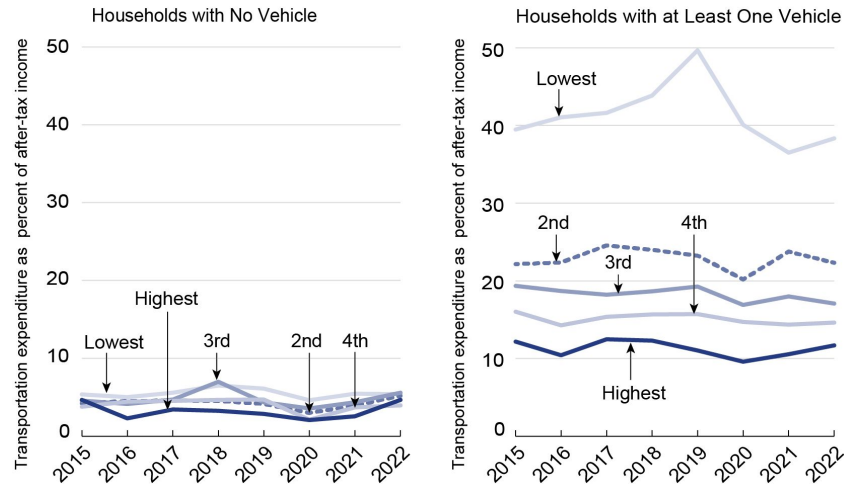 Households with No Vehicle
Transportation expenditure as percent of after-tax income
50
40
30
20
10
0
Lowest
Highest
3rd
2nd
4th
2015
2016
2017
2018
2019
2020
2021
2022
Households with at Least One Vehicle
Transportation expenditure as percent of after-tax income
50
40
30
20
10
0
Lowest
2nd
3rd
4th
Highest
2015
2016
2017
2018
2019
2020
2021
2022